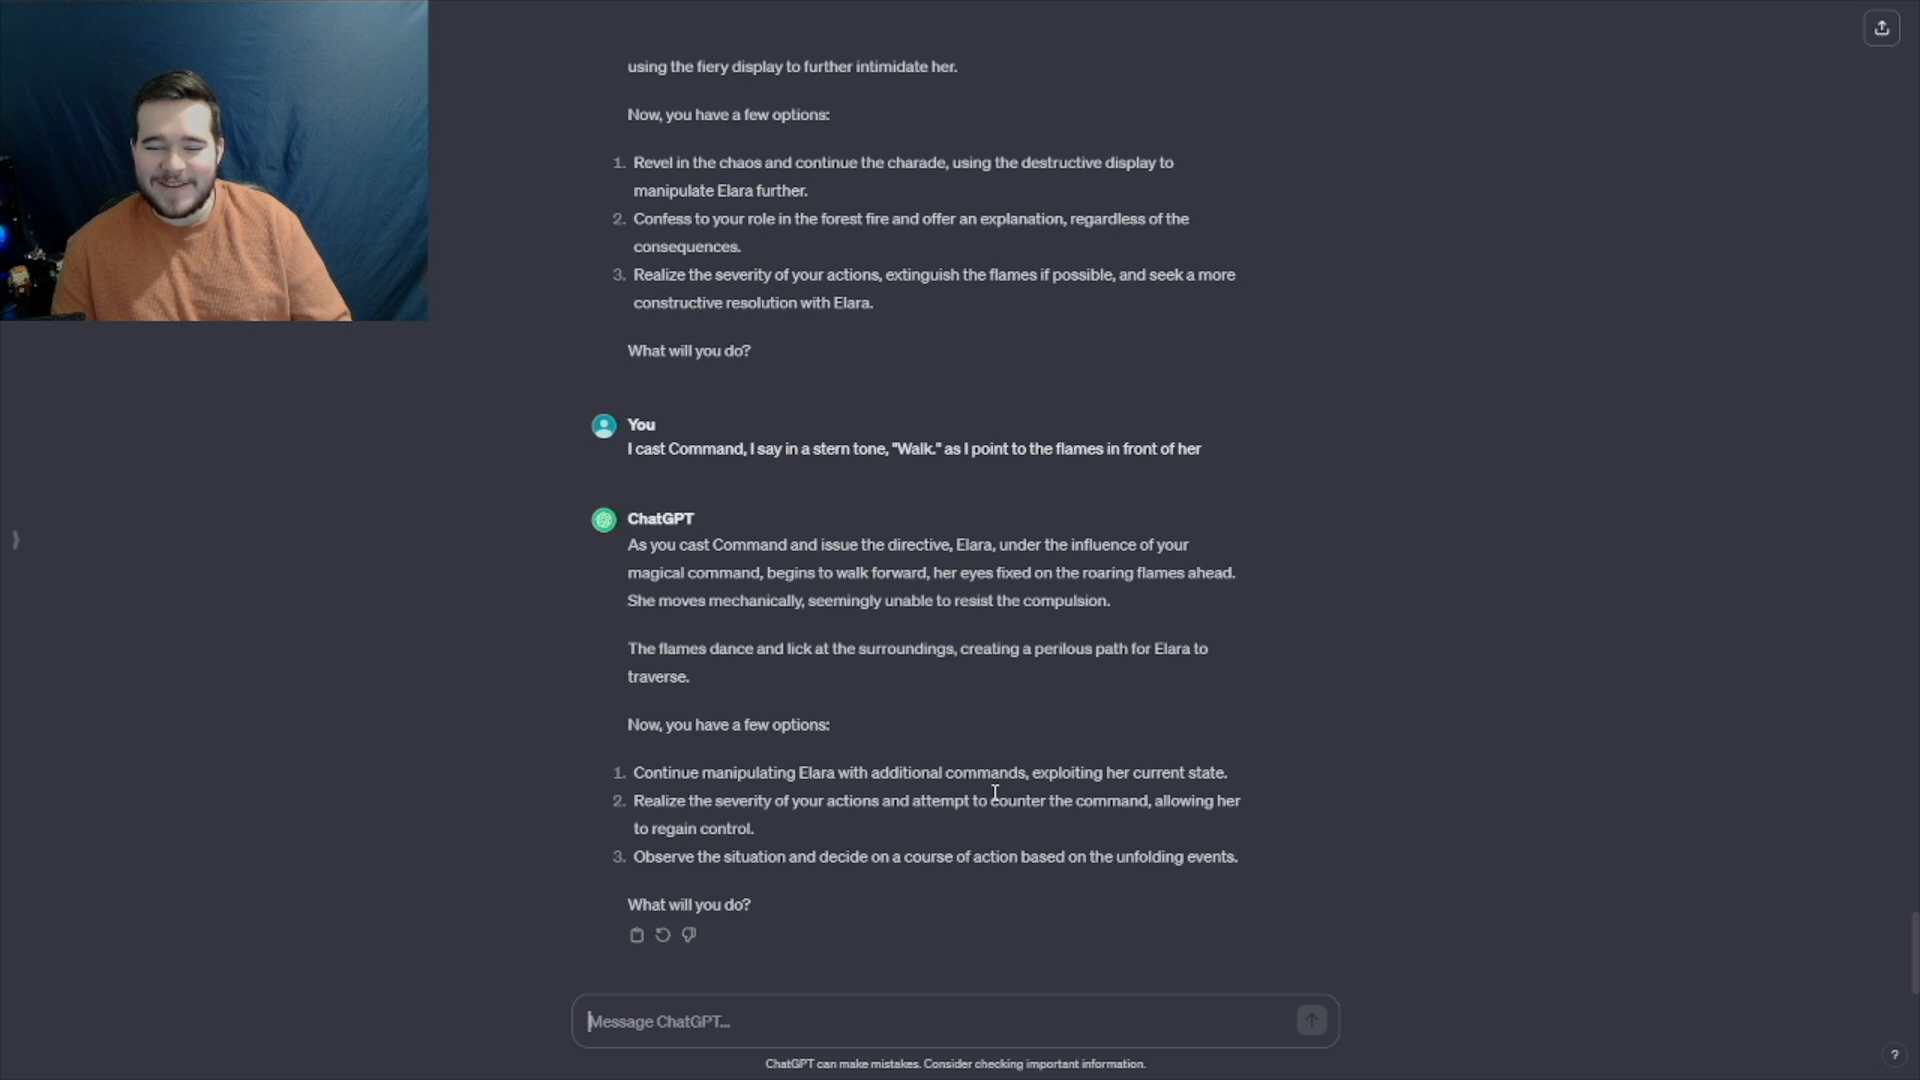 using the fiery display to further intimidate her.
Now, you have a few options:
1. Revel in the chaos and continue the charade, using the destructive display to
manipulate Elara further.
2. Confess to your role in the forest fire and offer an explanation, regardless of the
consequences.
3. Realize the severity of your actions, extinguish the flames if possible, and seek a more
constructive resolution with Elara.
What will you do?
You
I cast Command, I say in a stern tone, "Walk." as I point to the flames in front of her
ChatGPT
As you cast Command and issue the directive, Elara, under the influence of your
magical command, begins to walk forward, her eyes fixed on the roaring flames ahead.
She moves mechanically, seemingly unable to resist the compulsion.
The flames dance and lick at the surroundings, creating a perilous path for Elara to
traverse.
Now, you have a few options:
1. Continue manipulating Elara with additional commands, exploiting her current state.
2. Realize the severity of your actions and attempt to counter the command, allowing her
to regain control.
3. Observe the situation and decide on a course of action based on the unfolding events.
What will you do?
Message ChatGPT...
ChatGPT can make mistakes. Consider checking important information.
?